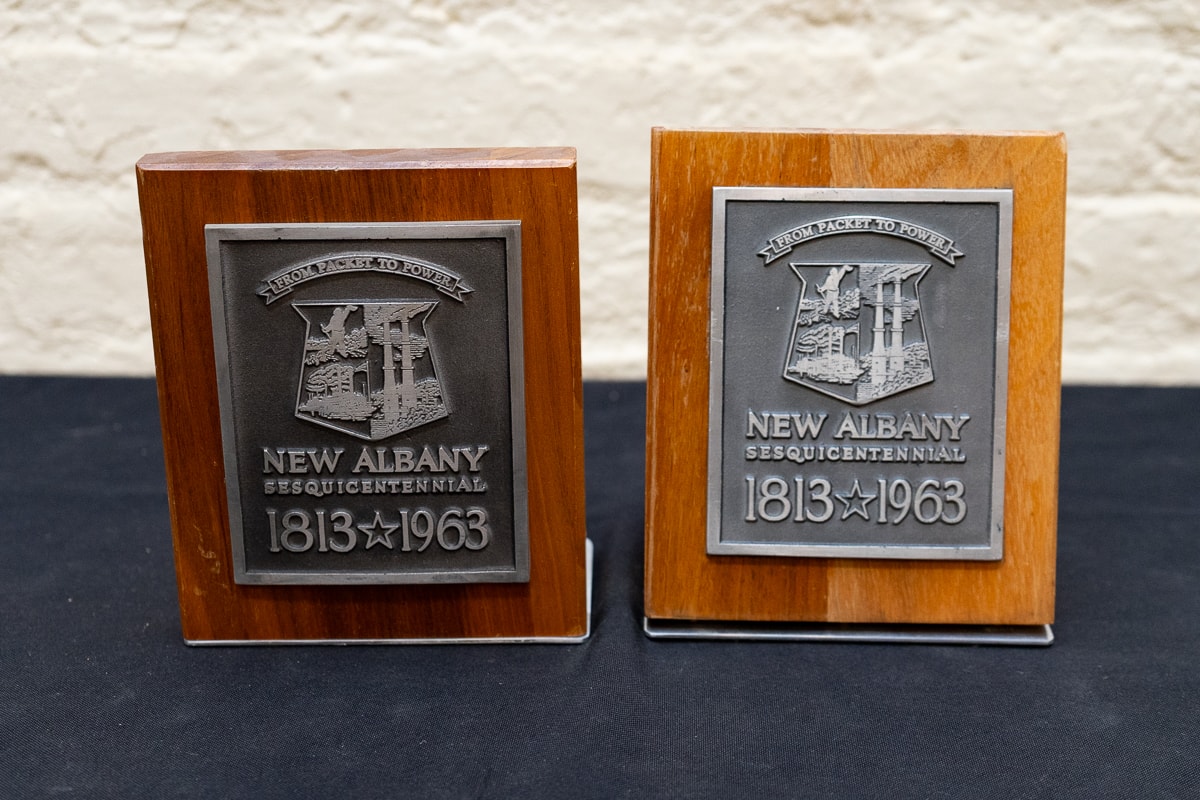 FROM PACKET TO POWER
NEW ALBANY
SESQUICENTENNIAL
1813☆1963
FROM PACKET TO POWER
NEW ALBANY
SESQUICENTENNIAL
1813☆1963